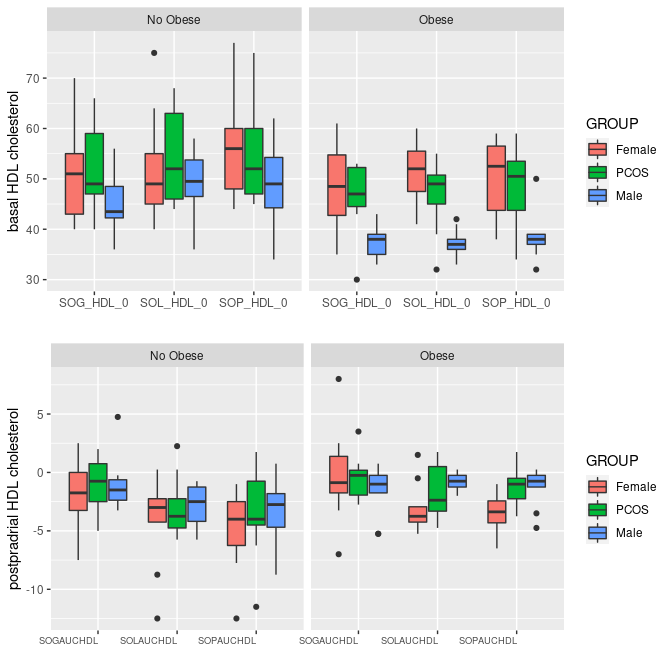 No Obese Obese
basal HDL cholesterol
70
60
50
40
30
SOG_HDL_0 SOL_HDL_0 SOP_HDL_0 SOG_HDL_0 SOL_HDL_0 SOP_HDL_0
GROUP
Female
PCOS
Male
No Obese Obese
postpradrial HDL cholesterol
5
0
-5
-10
SOGAUCHDL SOLAUCHDL SOPAUCHDL SOGAUCHDL SOLAUCHDL SOPAUCHDL
GROUP
Female
PCOS
Male